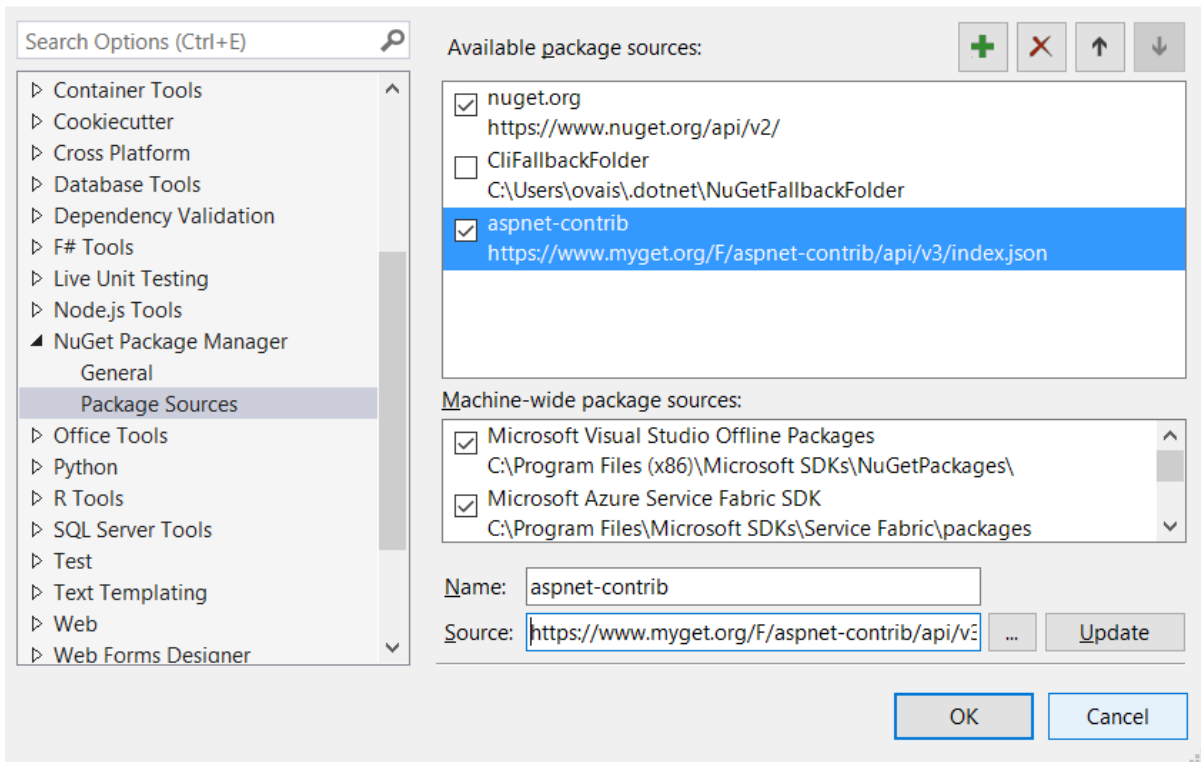 Search Options (Ctrl+E)
Container Tools
Cookiecutter
Cross Platform
Database Tools
Dependency Validation
F# Tools
Live Unit Testing
Node.js Tools
NuGet Package Manager
General
Package Sources
Office Tools
Python
R Tools
SQL Server Tools
Test
Text Templating
Web
Web Forms Designer
Available package sources:
nuget.org
https://www.nuget.org/api/v2/
CliFallbackFolder
C:\Users\ovais\.dotnet\NuGetFallbackFolder
aspnet-contrib
https://www.myget.org/F/aspnet-contrib/api/v3/index.json
Machine-wide package sources:
Microsoft Visual Studio Offline Packages
C:\Program Files (x86)\Microsoft SDKs\NuGetPackages\
Microsoft Azure Service Fabric SDK
C:\Program Files\Microsoft SDKs\Service Fabric\packages
Name: aspnet-contrib
Source: https://www.myget.org/F/aspnet-contrib/api/v3 ... Update
OK Cancel